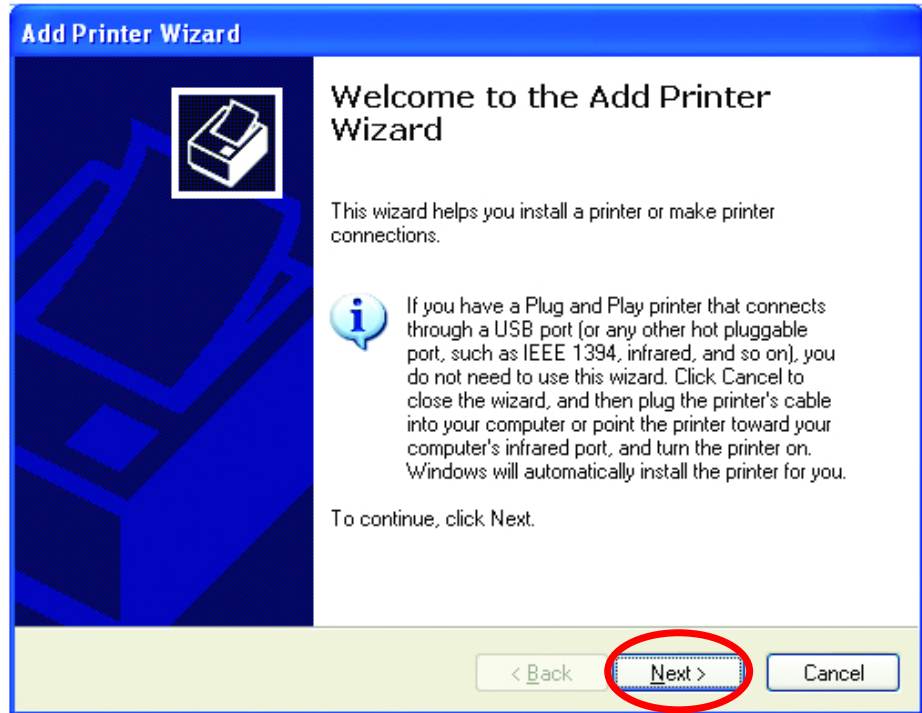 Add Printer Wizard
Welcome to the Add Printer
Wizard
This wizard helps you install a printer or make printer
connections.
If you have a Plug and Play printer that connects
through a USB port (or any other hot pluggable
port, such as IEEE 1394, infrared, and so on), you
do not need to use this wizard. Click Cancel to
close the wizard, and then plug the printer's cable
into your computer or point the printer toward your
computer's infrared port, and turn the printer on.
Windows will automatically install the printer for you.
To continue, click Next.
< Back Next > Cancel